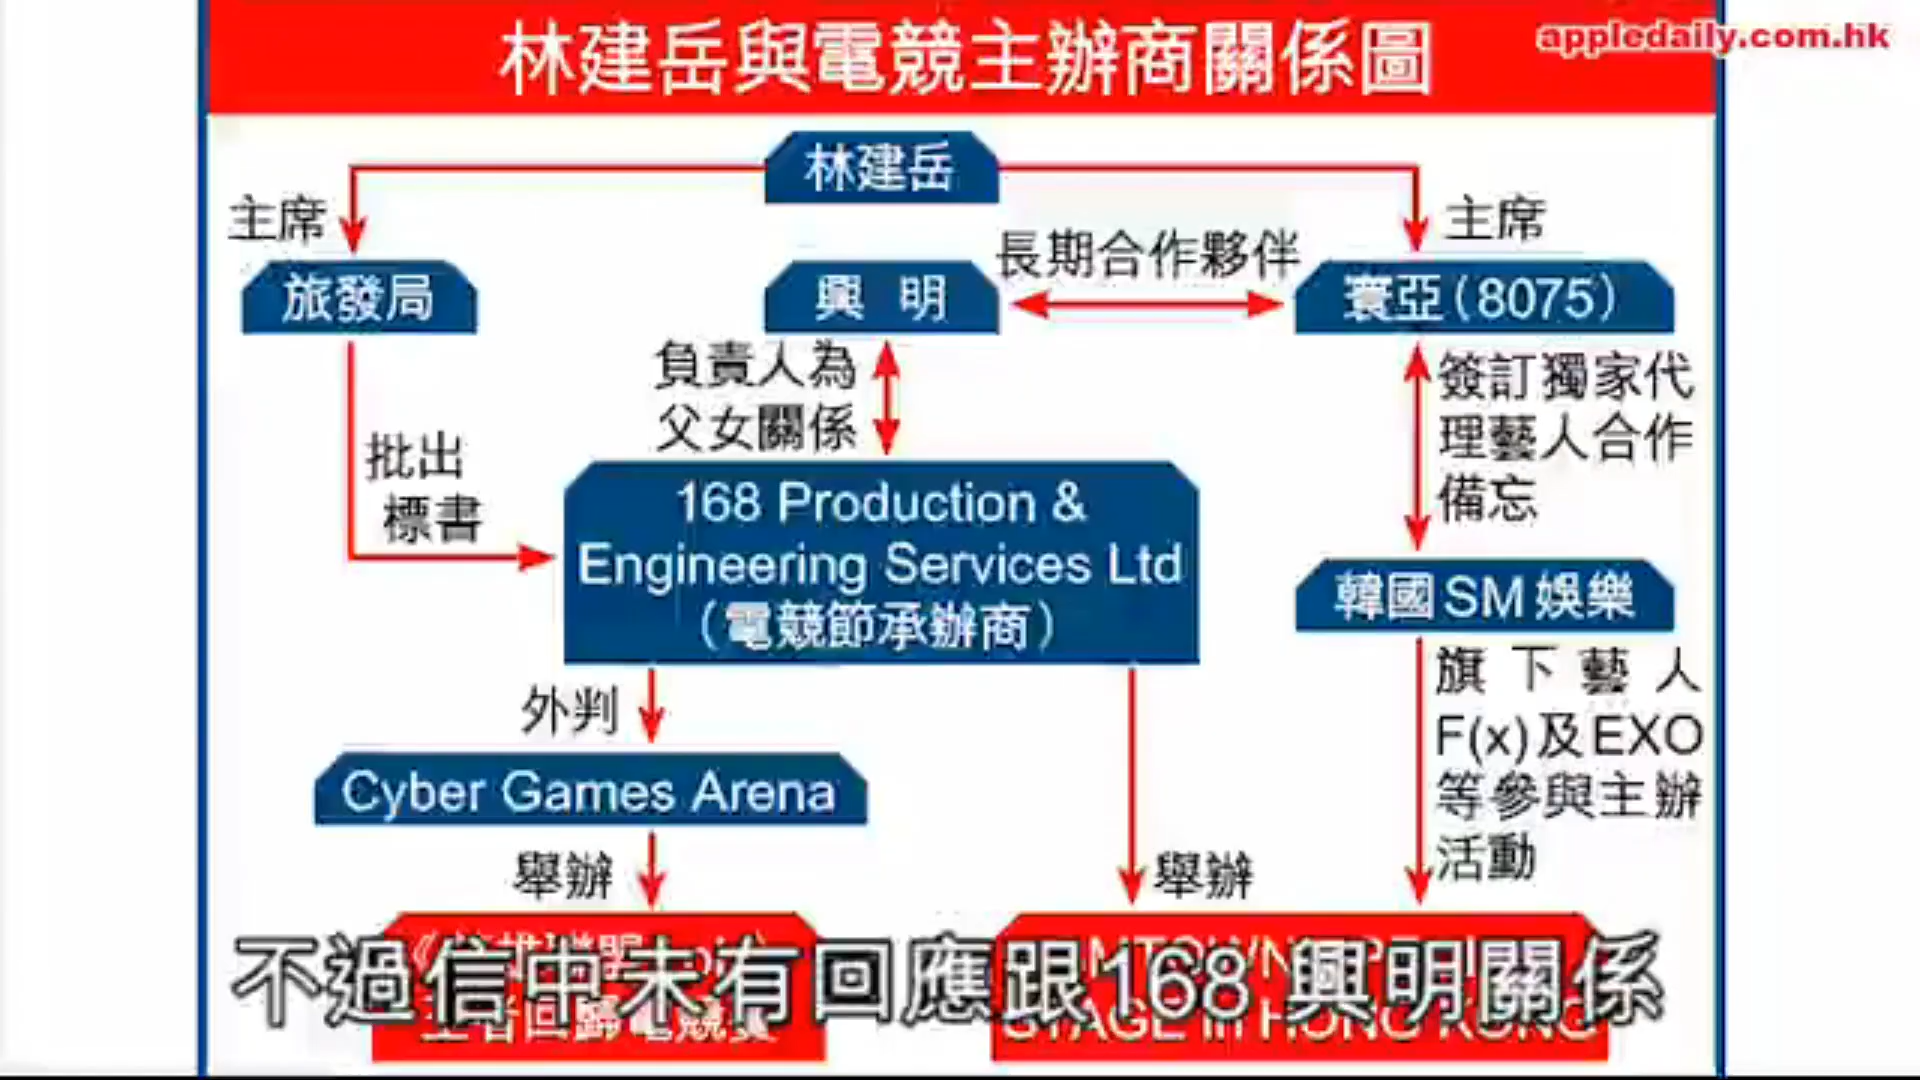 林建岳與電競主辦商關係圖
appledaily.com.hk
林建岳
主席
主席
旅發局
興 明
長期合作夥伴
寰亞(8075)
負責人為
父女關係
簽訂獨家代
理藝人合作
備忘
批出
標書
168 Production &
Engineering Services Ltd
(電競節承辦商)
韓國SM娛樂
外判
旗下藝人
F(x)及EXO
等參與主辦
活動
Cyber Games Arena
舉辦
舉辦
不過信中未有回應跟168 興明關係
STAGE in HONG KONG